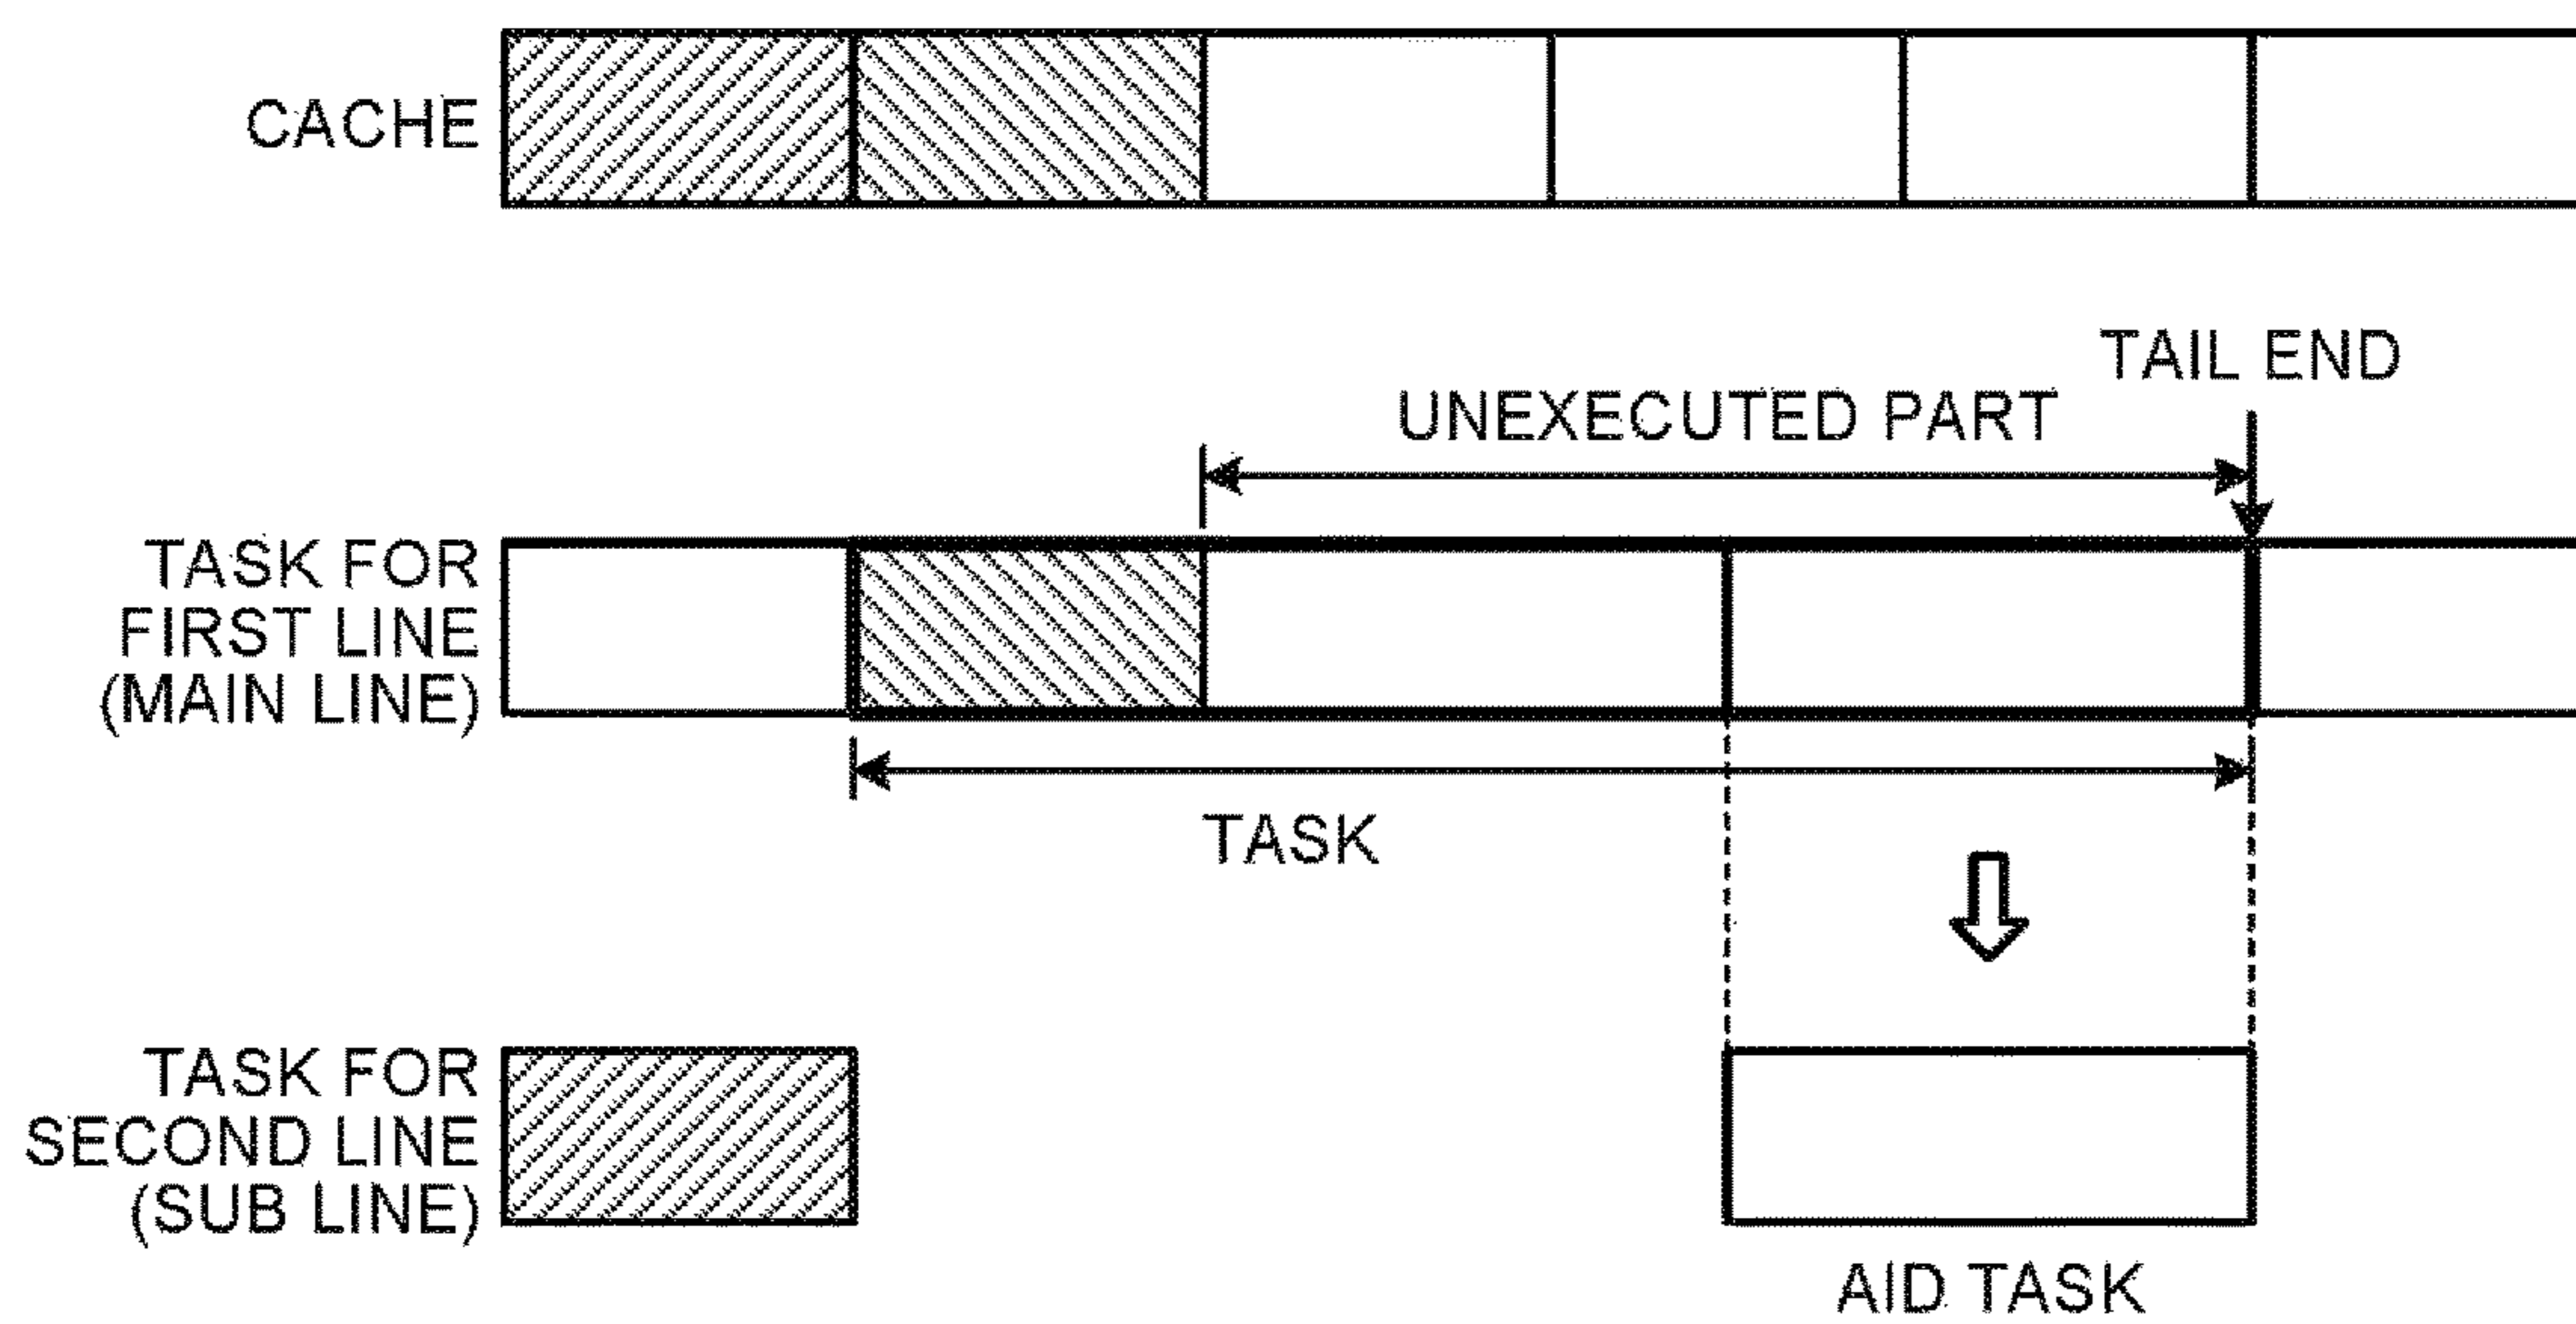 CACHE
TAIL END
UNEXECUTED PART
TASK FOR
FIRST LINE
(MAIN LINE)
TASK
TASK FOR
SECOND LINE
(SUB LINE)
AID TASK